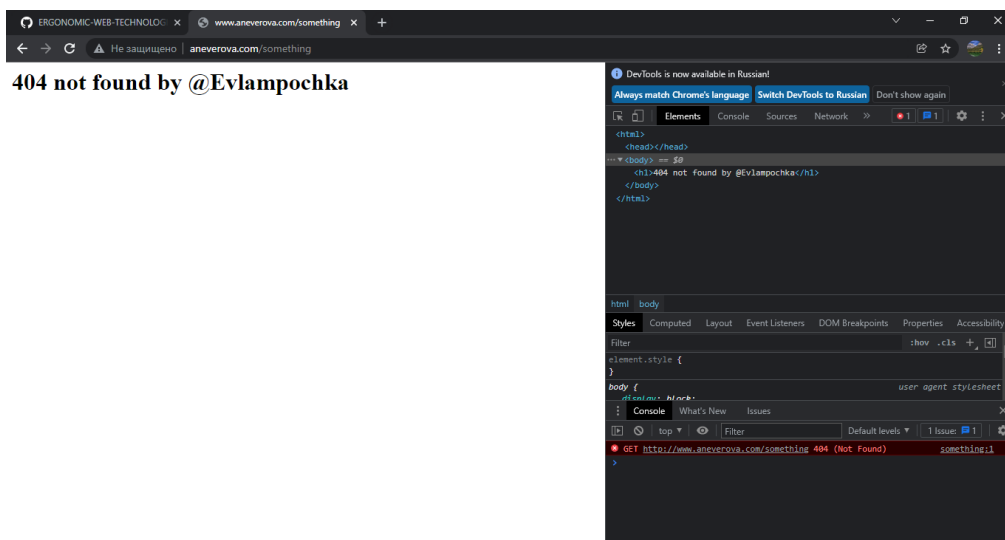 ERGONOMIC-WEB-TECHNOLOG
www.aneverova.com/something
Не защищено | aneverova.com/something
404 not found by @Evlampochka
DevTools is now available in Russian!
Always match Chrome's language Switch DevTools to Russian Don't show again
Elements Console Sources Network » 1 1
<html>
<head></head>
··· ▼<body> == $0
<h1>404 not found by @Evlampochka</h1>
</body>
</html>
html body
Styles Computed Layout Event Listeners DOM Breakpoints Properties Accessibility
Filter :hov .cls +
element.style {
}
body { user agent stylesheet
display: block;
Console What's New Issues
top ▼ Filter Default levels ▼ 1 Issue: 1
GET http://www.aneverova.com/something 404 (Not Found) something:1
>